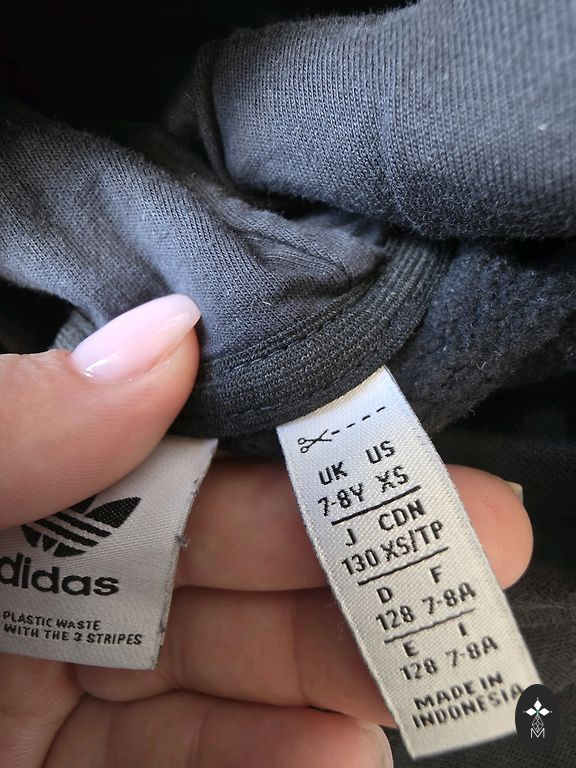 UK US
7-8Y XS
J CDN
130 XS/TP
D F
128 7-8A
E I
128 7-8A
MADE IN
INDONESIA
didas
PLASTIC WASTE
WITH THE 3 STRIPES
M